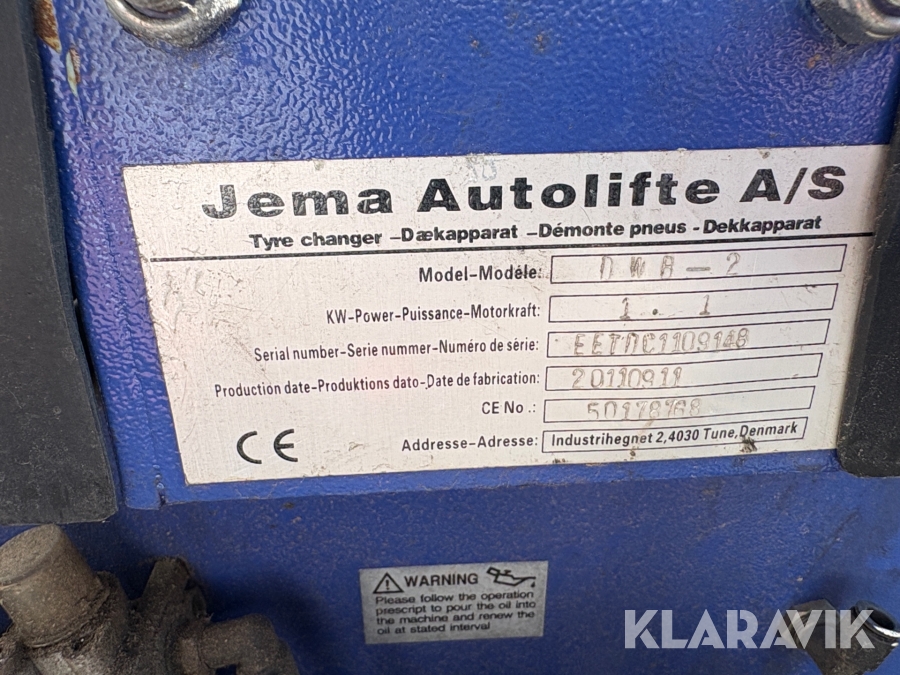 Jema Autolifte A/S
Tyre changer -Dækapparat -Démonte pneus - Dekkapparat
Model-Modéle: DWA-2
KW-Power-Puissance-Motorkraft: 1.1
Serial number-Serie nummer-Numéro de série: EETDC1109148
Production date-Produktions dato-Date de fabrication: 20110911
CE No .: 50178768
CE
Addresse-Adresse: Industrihegnet 2,4030 Tune,Denmark
WARNING
Please follow the operation
prescript to pour the oil into
the machine and renew the
oil at stated interval
KLARAVIK